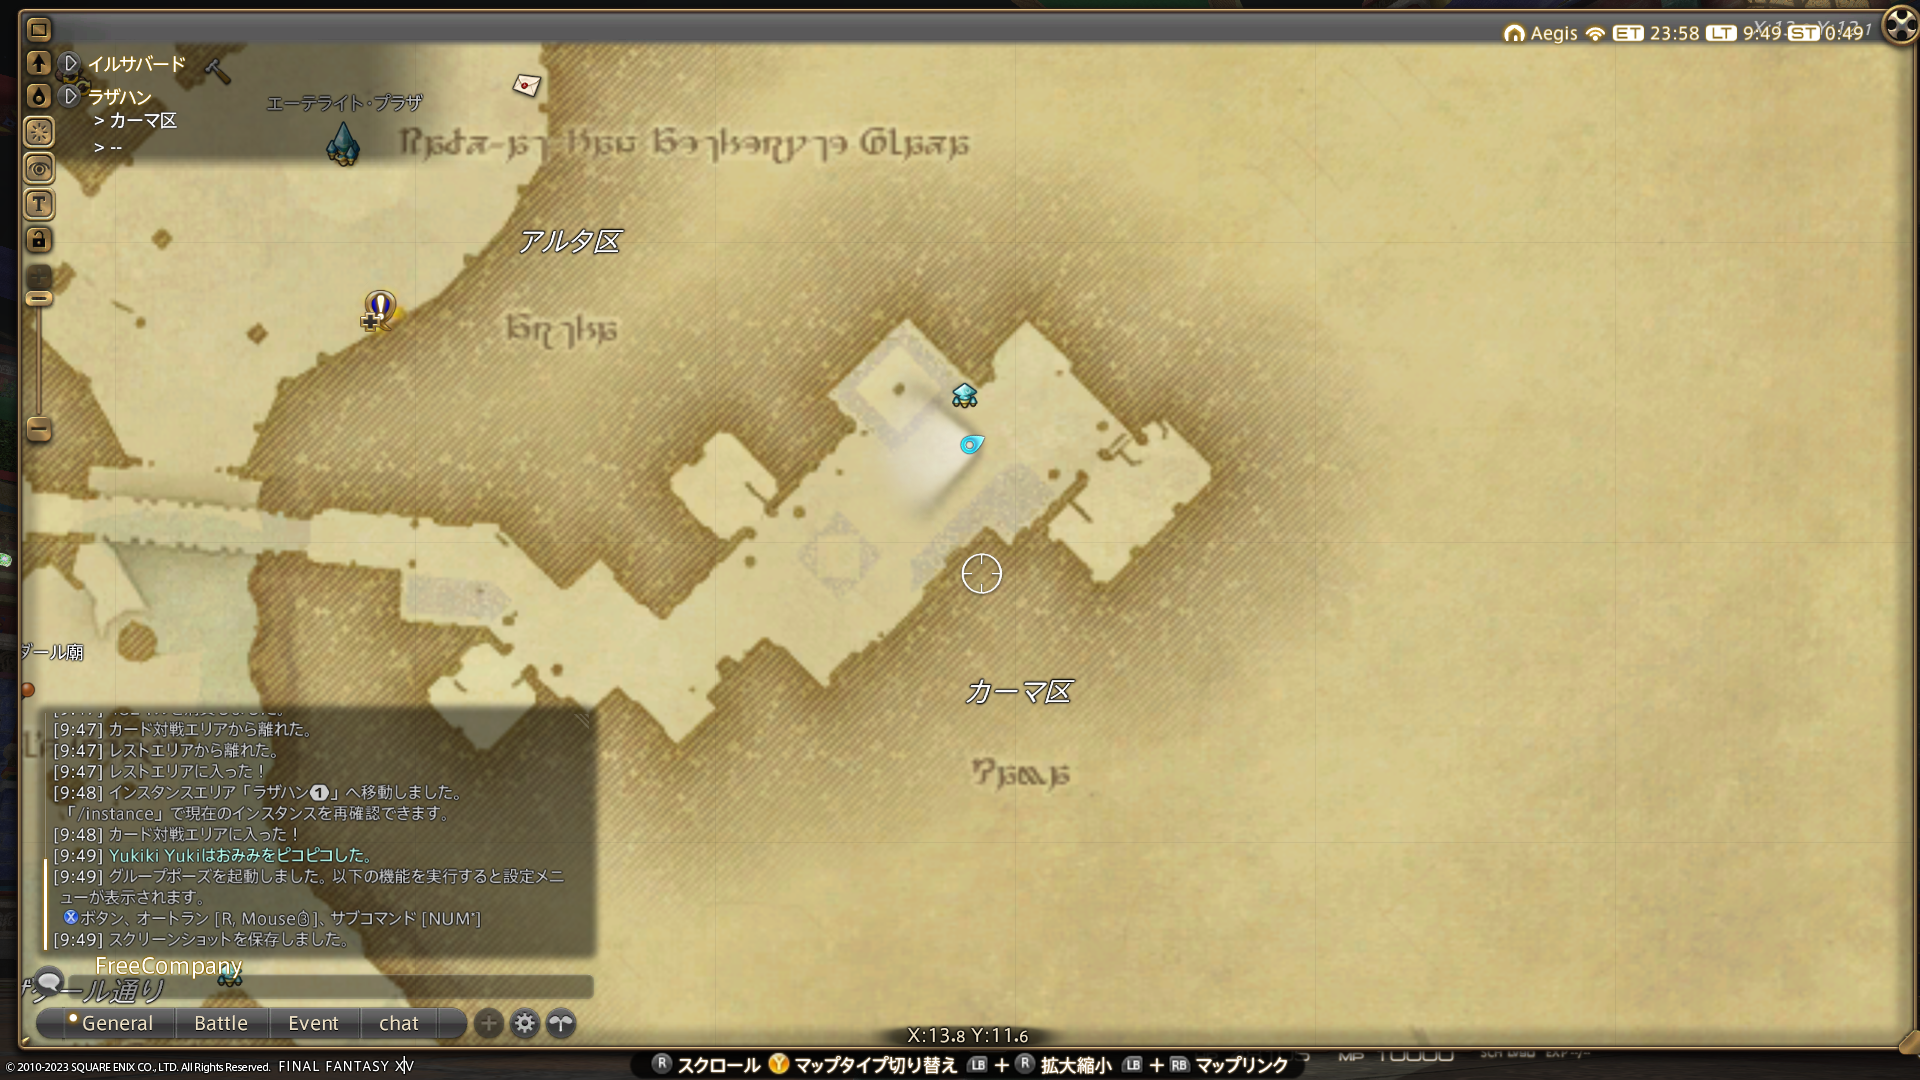 Aegis ET 23:58 LT 9:49 ST 0:49
イルサバード
ラザハン
> カーマ区
> --
エーテライト・プラザ
アルタ区
ダール廟
カーマ区
[9:47] カード対戦エリアから離れた。
[9:47] レストエリアから離れた。
[9:47] レストエリアに入った！
[9:48] インスタンスエリア「ラザハン1」へ移動しました。
「/instance」で現在のインスタンスを再確認できます。
[9:48] カード対戦エリアに入った！
[9:49] Yukiki Yukiはおみみをピコピコした。
[9:49] グループポーズを起動しました。以下の機能を実行すると設定メニ
ューが表示されます。
Xボタン、オートラン [R, Mouse3]、サブコマンド [NUM*]
[9:49] スクリーンショットを保存しました。
FreeCompany
ール通り
General Battle Event chat
X:13.8 Y:11.6
R スクロール Y マップタイプ切り替え LB + R 拡大縮小 LB + RB マップリンク
MP 10000
© 2010-2023 SQUARE ENIX CO., LTD. All Rights Reserved. FINAL FANTASY XIV